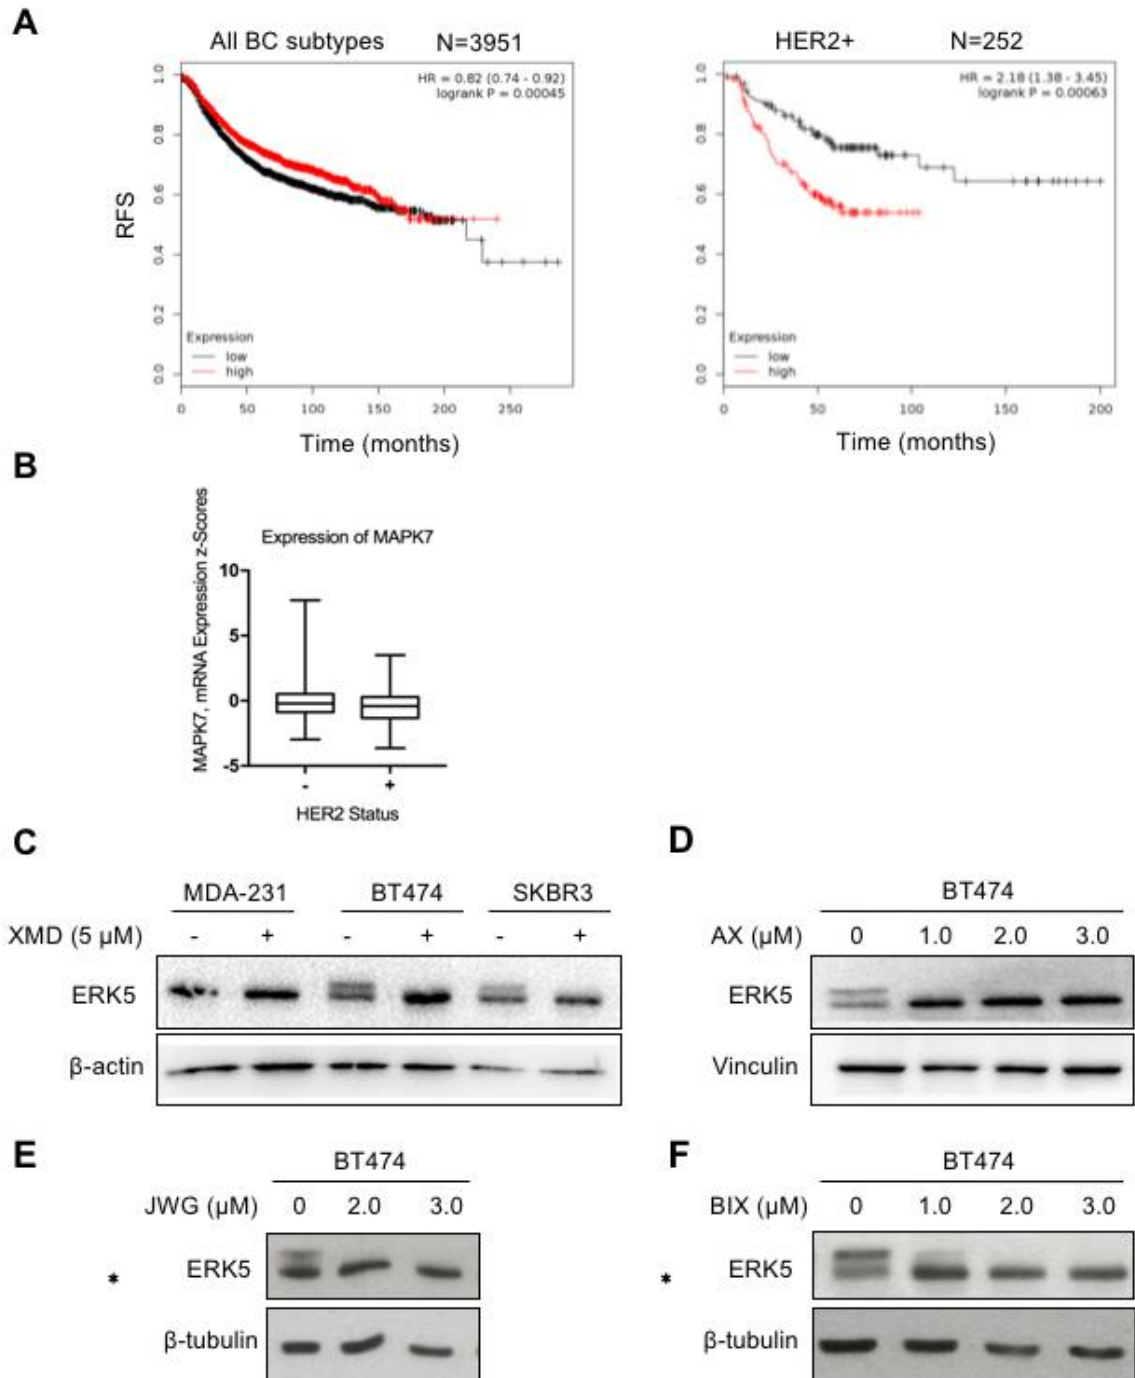 A
All BC subtypes N=3951
HR = 0.82 (0.74 - 0.92)
logrank P = 0.00045
RFS
1.0
0.8
0.6
0.4
0.2
0.0
Expression
low
high
0 50 100 150 200 250
Time (months)
HER2+ N=252
HR = 2.18 (1.38 - 3.45)
logrank P = 0.00063
1.0
0.8
0.6
0.4
0.2
0.0
Expression
low
high
0 50 100 150 200
Time (months)
B
Expression of MAPK7
MAPK7, mRNA Expression z-Scores
10
5
0
-5
- +
HER2 Status
C
MDA-231 BT474 SKBR3
XMD (5 µM) - + - + - +
ERK5
β-actin
D
BT474
AX (µM) 0 1.0 2.0 3.0
ERK5
Vinculin
E
BT474
JWG (µM) 0 2.0 3.0
* ERK5
β-tubulin
F
BT474
BIX (µM) 0 1.0 2.0 3.0
* ERK5
β-tubulin